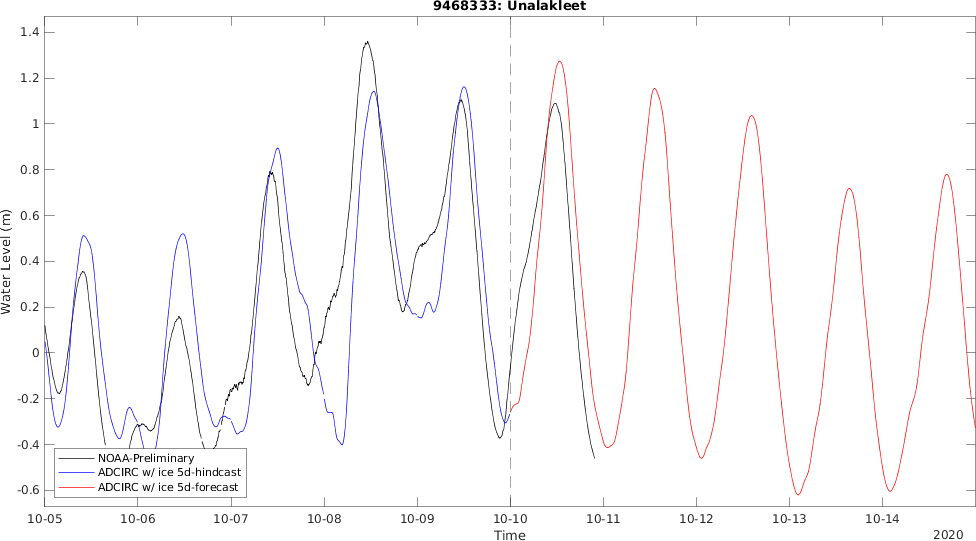 9468333: Unalakleet
1.4
1.2
1
0.8
0.6
0.4
0.2
0
-0.2
-0.4
-0.6
Water Level (m)
NOAA-Preliminary
ADCIRC w/ ice 5d-hindcast
ADCIRC w/ ice 5d-forecast
10-05 10-06 10-07 10-08 10-09 10-10 10-11 10-12 10-13 10-14
Time
2020